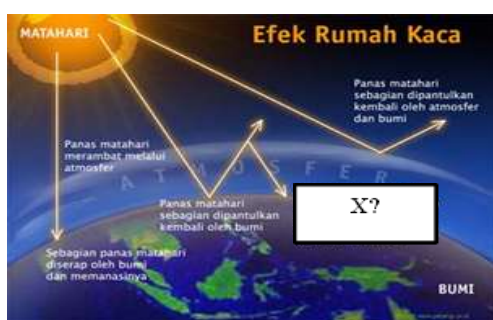 MATAHARI
Efek Rumah Kaca
Panas matahari
sebagian dipantulkan
kembali oleh atmosfer
dan bumi
Panas matahari
merambat melalui
atmosfer
ATMOSFER
Panas matahari
sebagian dipantulkan
kembali oleh bumi
X?
Sebagian panas matahari
diserap oleh bumi
dan memanasinya
BUMI